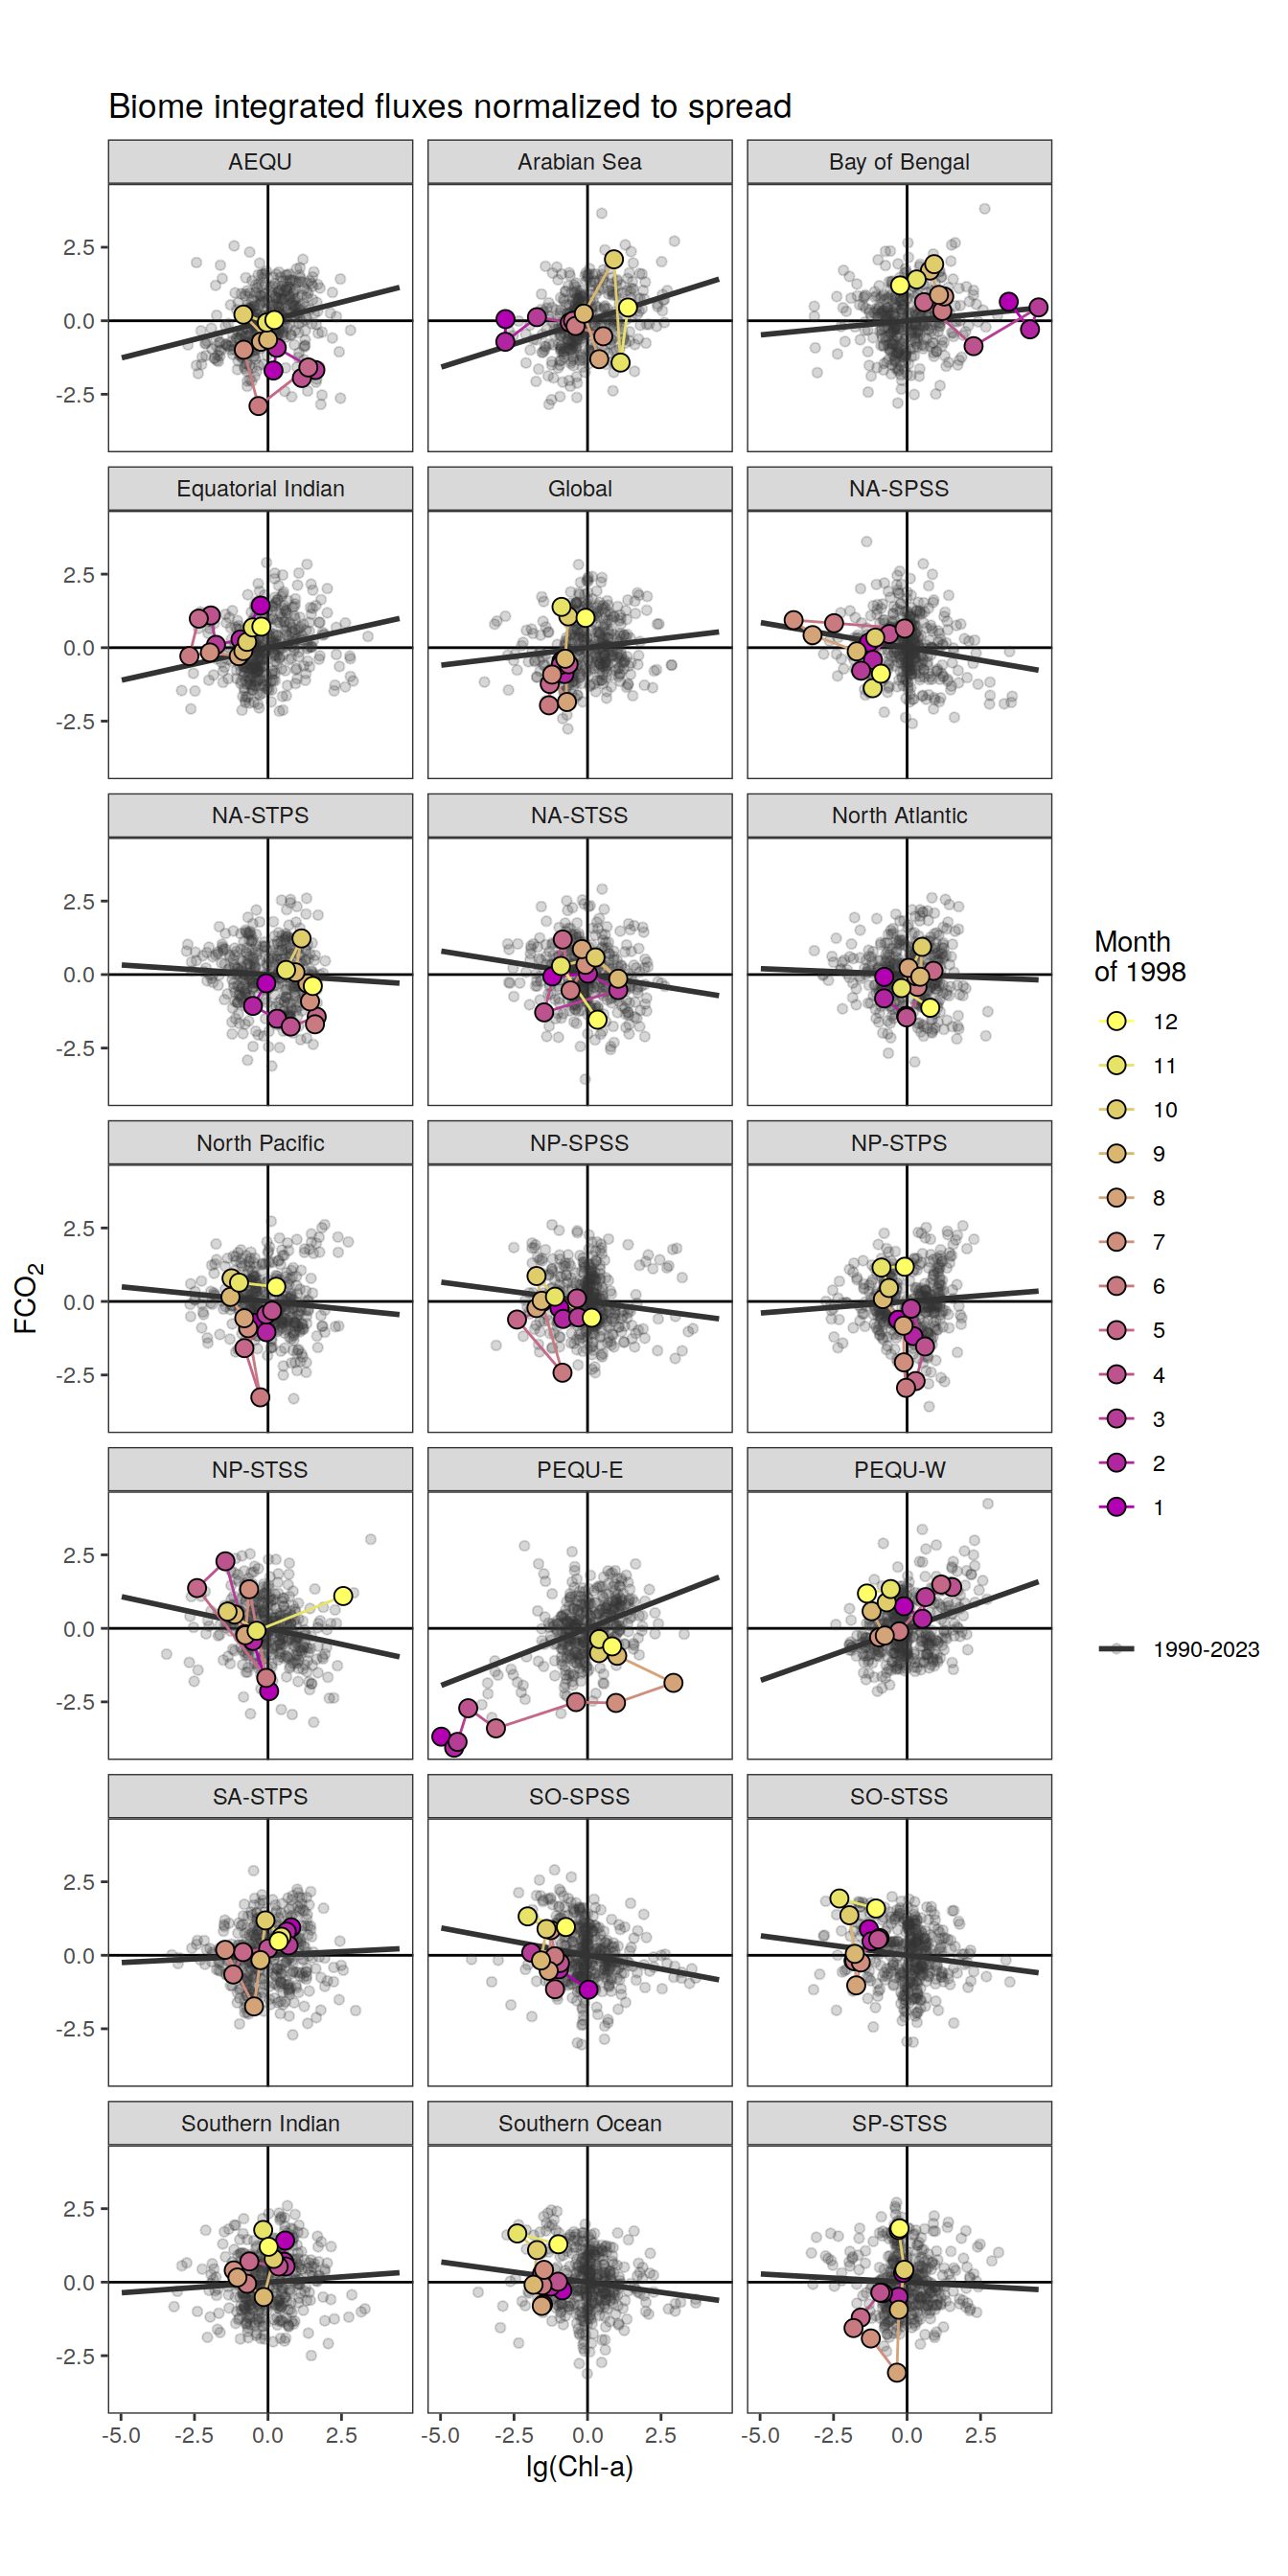 Biome integrated fluxes normalized to spread
AEQU Arabian Sea Bay of Bengal
2.5
0.0
-2.5
Equatorial Indian Global NA-SPSS
2.5
0.0
-2.5
NA-STPS NA-STSS North Atlantic
2.5
0.0
-2.5
North Pacific NP-SPSS NP-STPS
2.5
0.0
-2.5
NP-STSS PEQU-E PEQU-W
2.5
0.0
-2.5
SA-STPS SO-SPSS SO-STSS
2.5
0.0
-2.5
Southern Indian Southern Ocean SP-STSS
2.5
0.0
-2.5
-5.0 -2.5 0.0 2.5 -5.0 -2.5 0.0 2.5 -5.0 -2.5 0.0 2.5
lg(Chl-a)
FCO₂
Month
of 1998
12
11
10
9
8
7
6
5
4
3
2
1
1990-2023